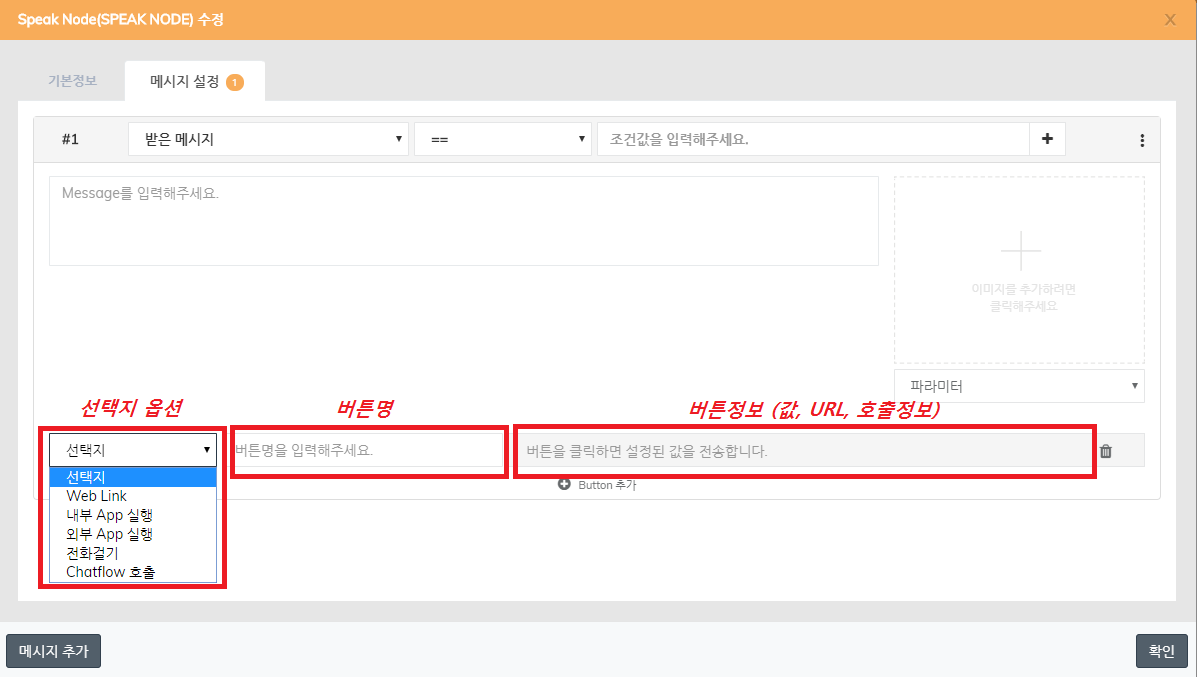 Speak Node(SPEAK NODE) 수정
X
기본정보
메시지 설정 1
#1
받은 메시지
==
조건값을 입력해주세요.
+
Message를 입력해주세요.
이미지를 추가하려면
클릭해주세요.
파라미터
선택지 옵션
버튼명
버튼정보 (값, URL, 호출정보)
선택지
버튼명을 입력해주세요.
버튼을 클릭하면 설정된 값을 전송합니다.
선택지
Web Link
내부 App 실행
외부 App 실행
전화걸기
Chatflow 호출
Button 추가
메시지 추가
확인